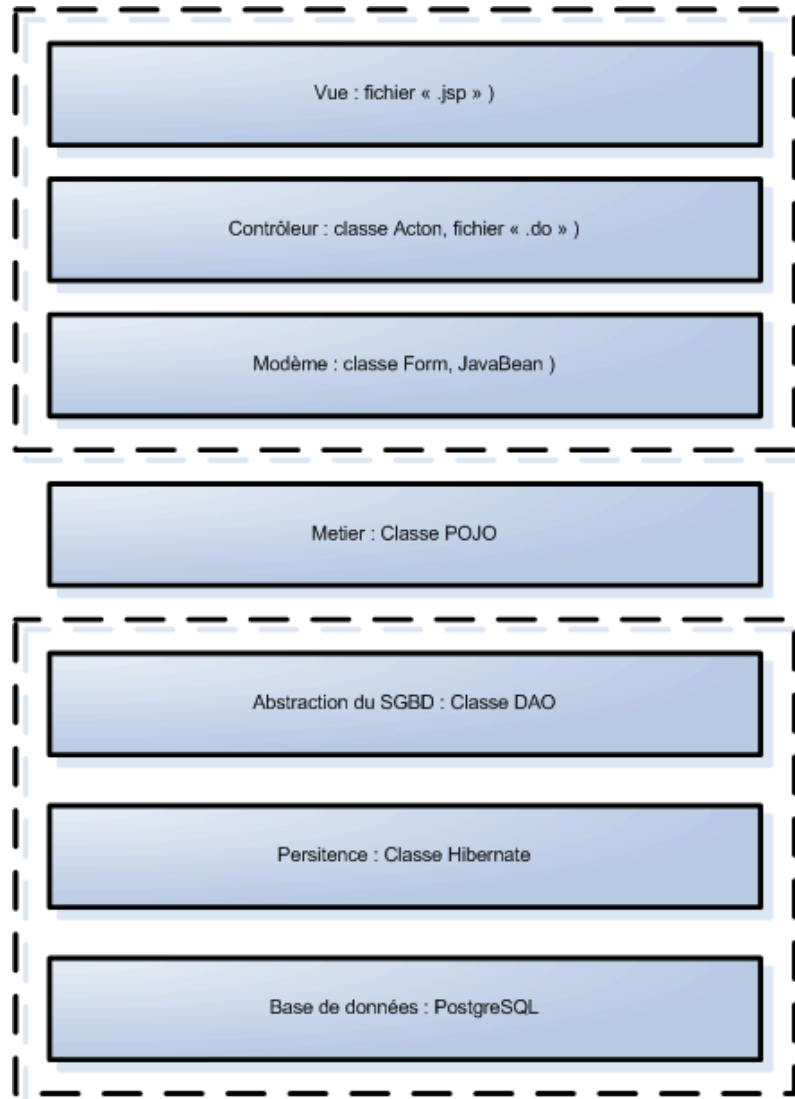 Vue : fichier « .jsp » )
Contrôleur : classe Acton, fichier « .do » )
Modème : classe Form, JavaBean )
Metier : Classe POJO
Abstraction du SGBD : Classe DAO
Persitence : Classe Hibernate
Base de données : PostgreSQL